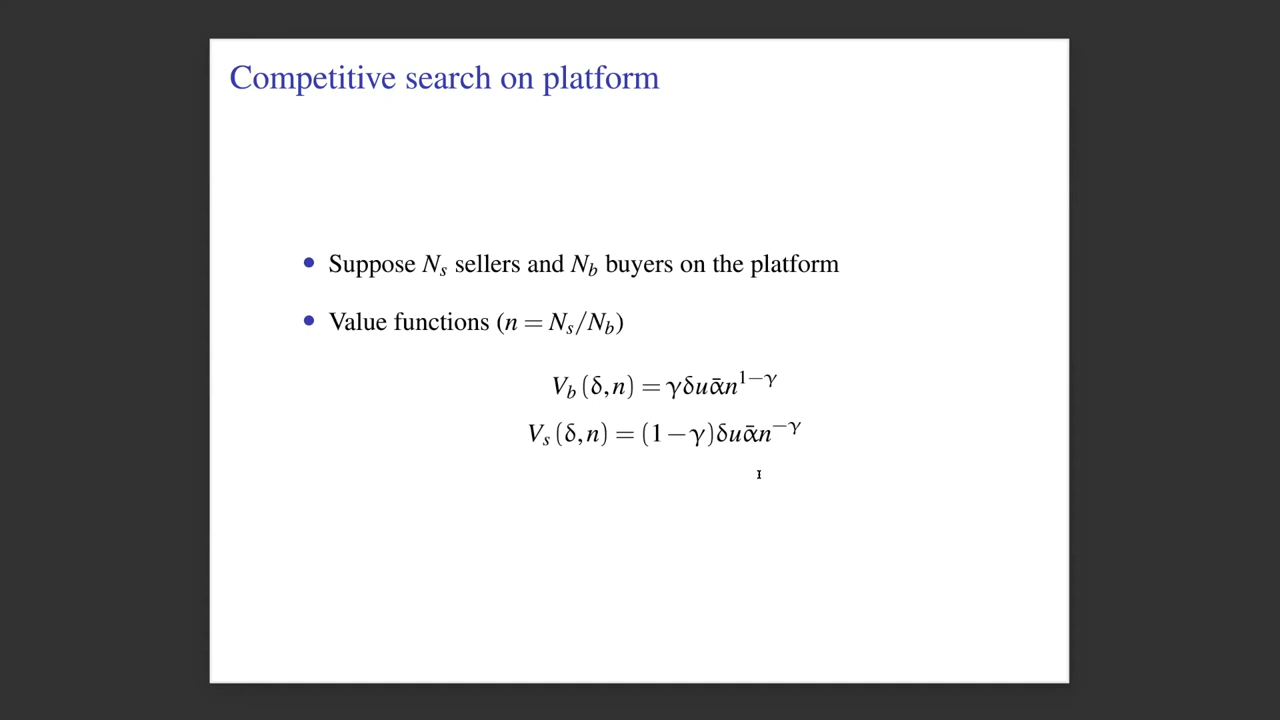 Competitive search on platform
• Suppose Nₛ sellers and N_b buyers on the platform
• Value functions (n = Nₛ/N_b)
V_b (δ, n) = γδuᾱn^{1−γ}
Vₛ (δ, n) = (1−γ)δuᾱn^{−γ}